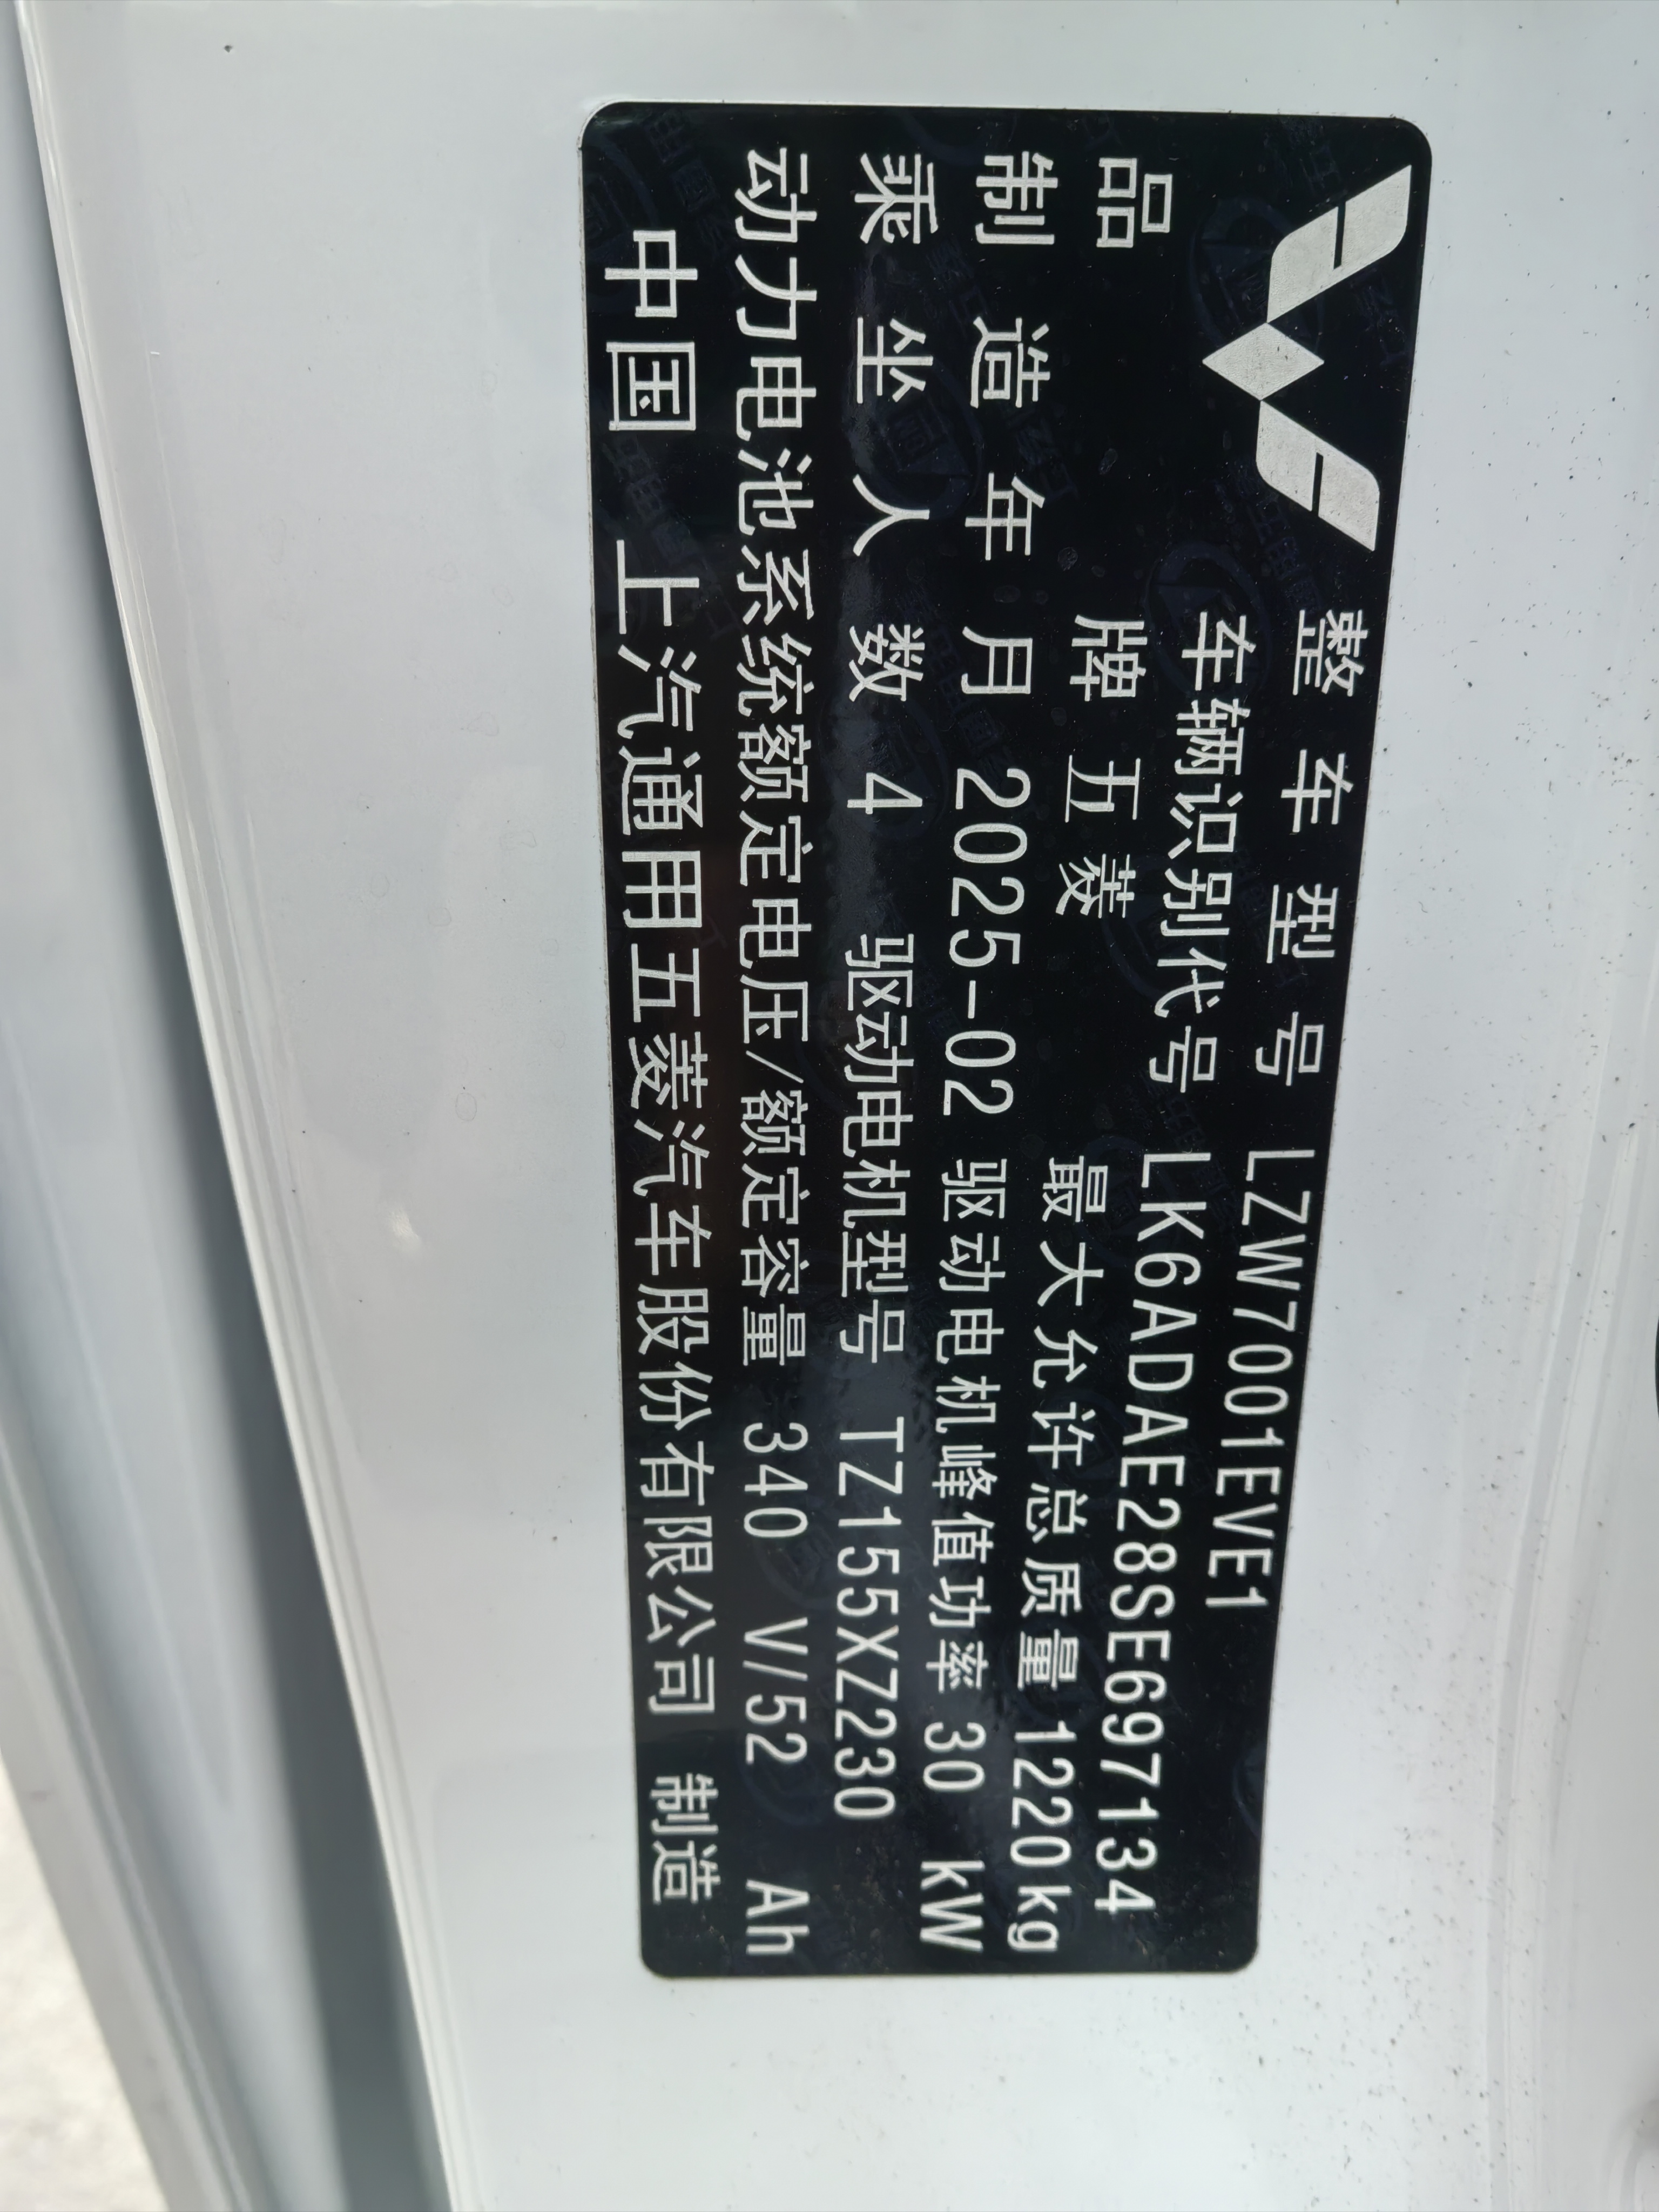 整车型号 LZW7001EVE1
车辆识别代号 LK6ADAE28SE697134
品牌 五菱 最大允许总质量 1220kg
制造年月 2025-02 驱动电机峰值功率 30 kW
乘坐人数 4 驱动电机型号 TZ155XZ230
动力电池系统额定电压/额定容量 340 V/52 Ah
中国 上汽通用五菱汽车股份有限公司 制造